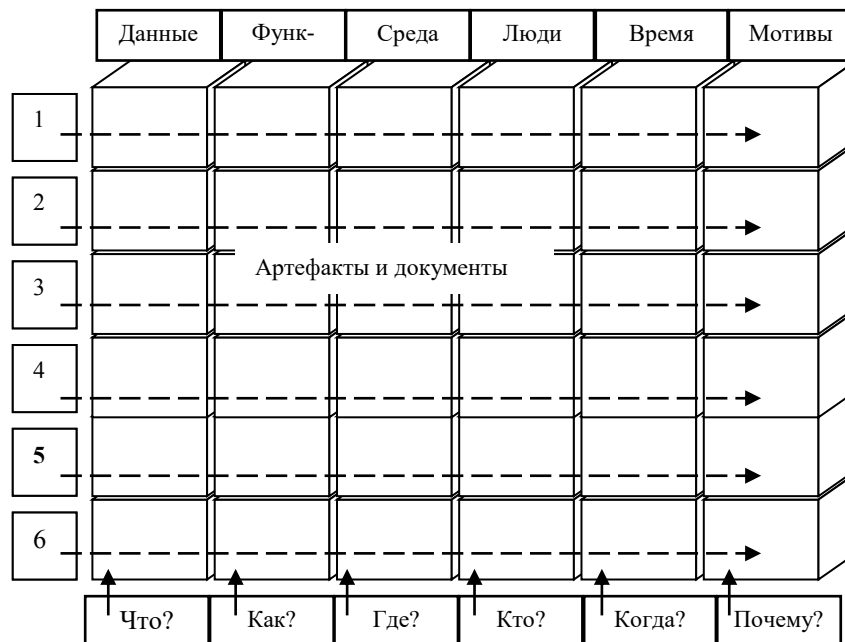 Данные Функ- Среда Люди Время Мотивы
1
2
Артефакты и документы
3
4
5
6
Что? Как? Где? Кто? Когда? Почему?